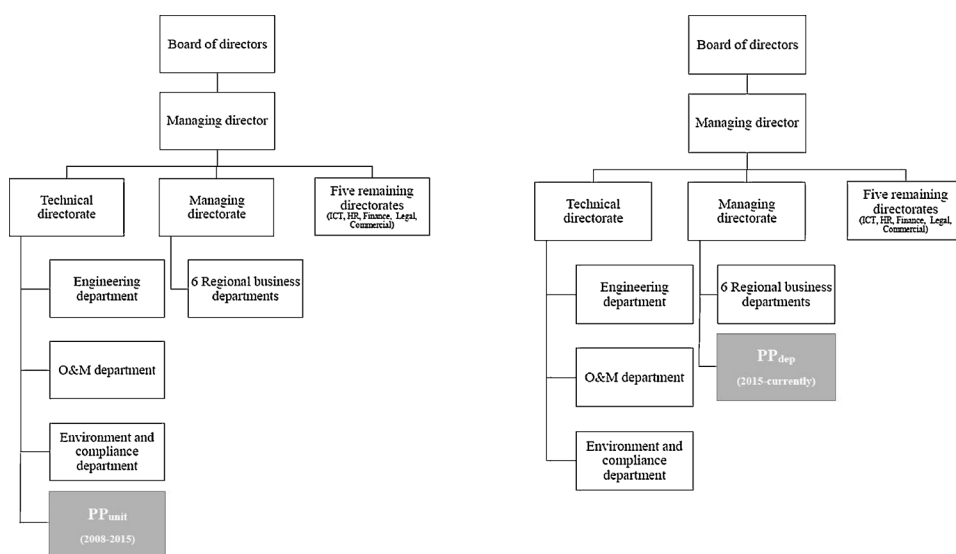 Board of directors
Managing director
Technical
directorate
Managing
directorate
Five remaining
directorates
(ICT, HR, Finance, Legal,
Commercial)
Engineering
department
6 Regional business
departments
O&M department
Environment and
compliance
department
PPunit
(2008-2015)
Board of directors
Managing director
Technical
directorate
Managing
directorate
Five remaining
directorates
(ICT, HR, Finance, Legal,
Commercial)
Engineering
department
6 Regional business
departments
PPdep
(2015-currently)
O&M department
Environment and
compliance
department